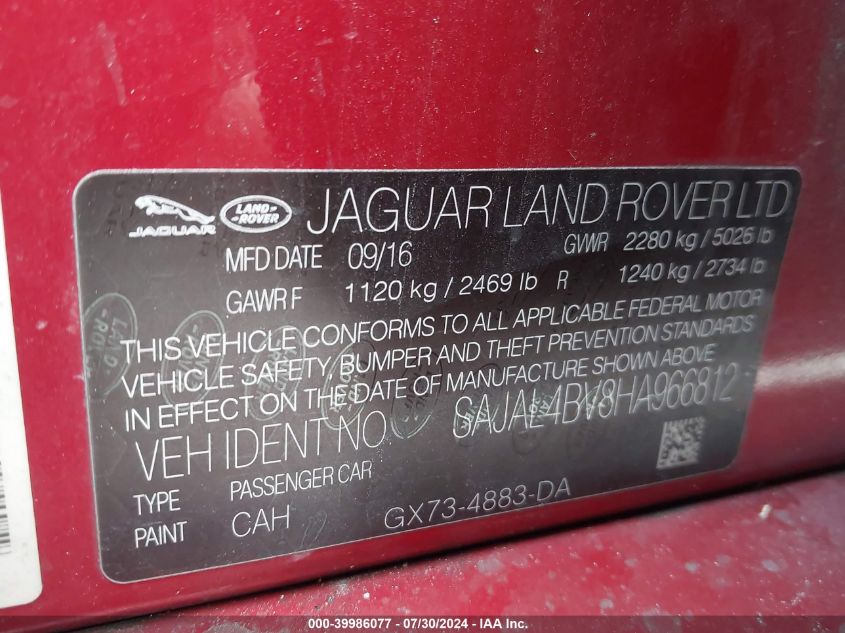 JAGUAR LAND-ROVER JAGUAR LAND ROVER LTD
MFD DATE 09/16 GVWR 2280 kg / 5026 lb
GAWR F 1120 kg / 2469 lb R 1240 kg / 2734 lb
THIS VEHICLE CONFORMS TO ALL APPLICABLE FEDERAL MOTOR
VEHICLE SAFETY, BUMPER AND THEFT PREVENTION STANDARDS
IN EFFECT ON THE DATE OF MANUFACTURE SHOWN ABOVE
VEH IDENT NO SAJAL4BV8HA966812
TYPE PASSENGER CAR
PAINT CAH GX73-4883-DA
000-39986077 / 07/30/2024 - © IAA Inc.